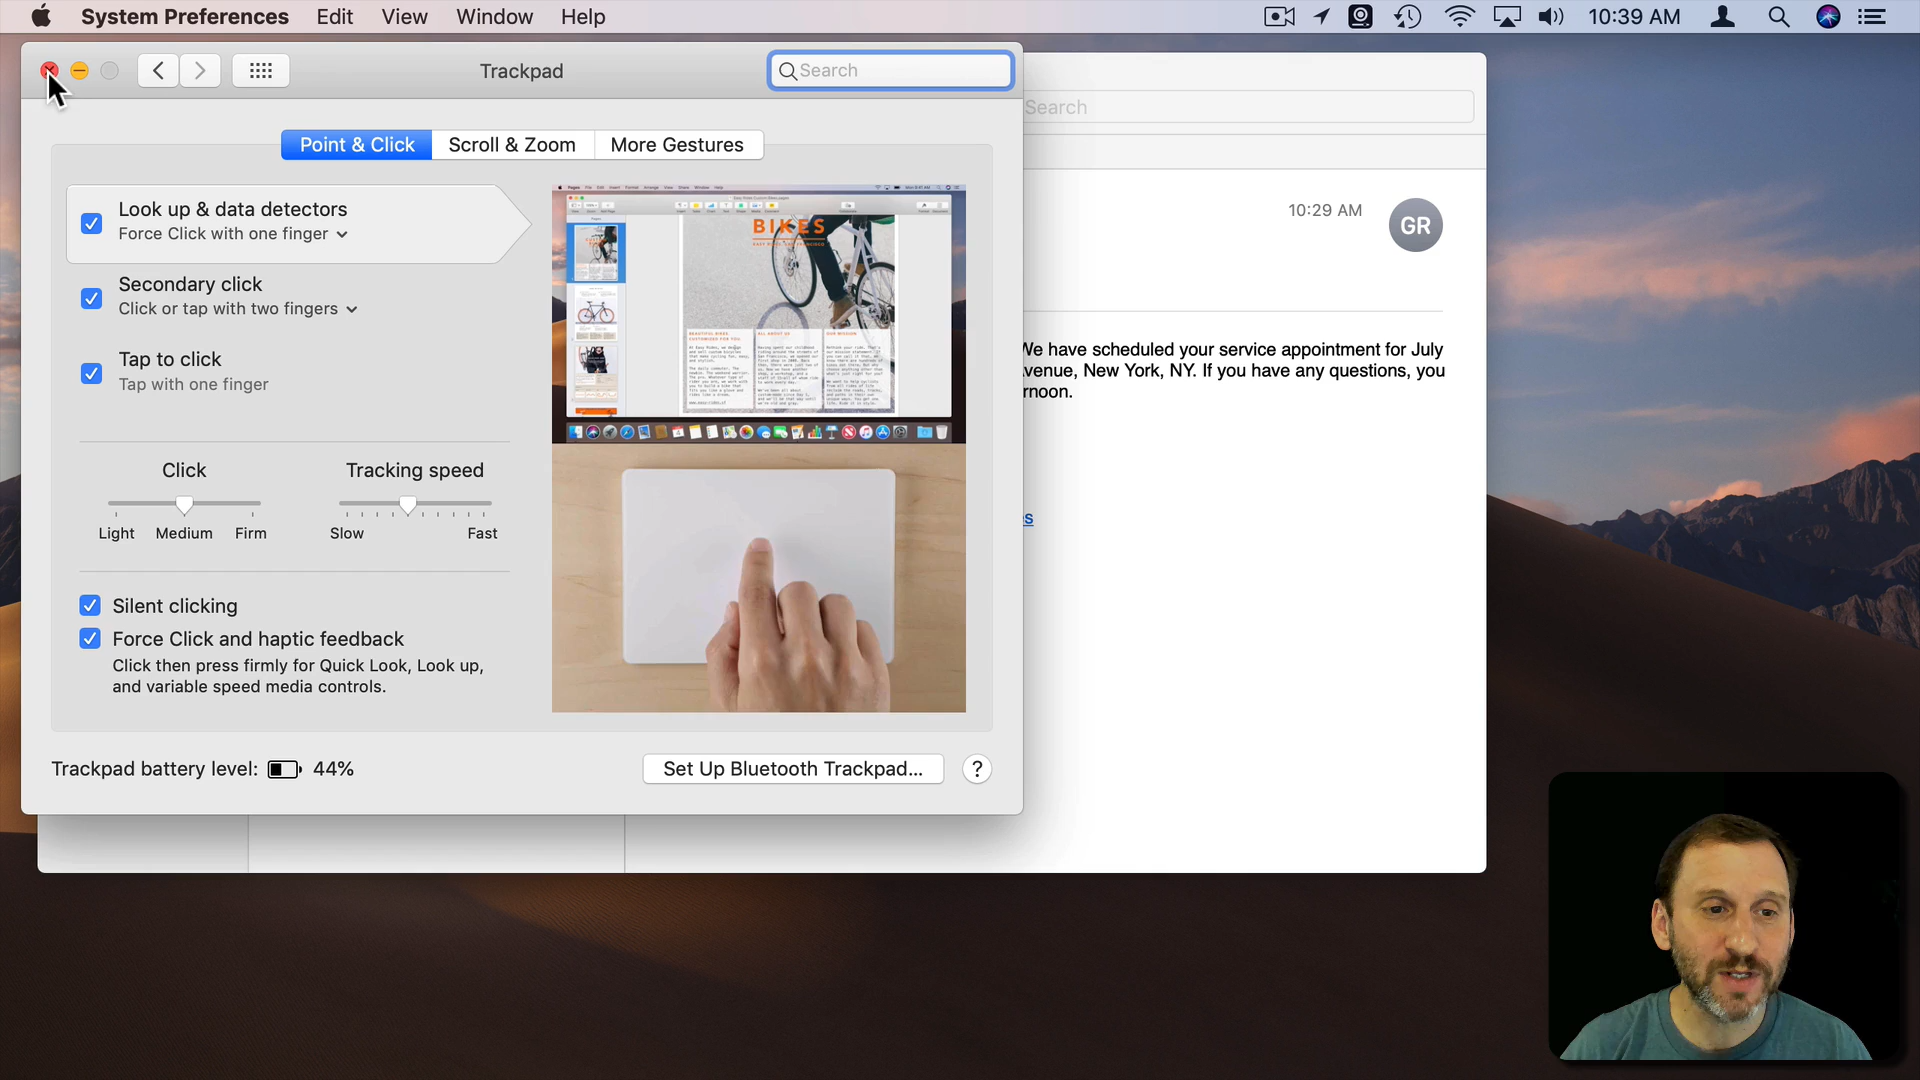 System Preferences Edit View Window Help 10:39 AM
Trackpad
Search
Search
Point & Click Scroll & Zoom More Gestures
Look up & data detectors
Force Click with one finger
Secondary click
Click or tap with two fingers
Tap to click
Tap with one finger
BIKES
10:29 AM GR
We have scheduled your service appointment for July
venue, New York, NY. If you have any questions, you
rnoon.
s
Click Tracking speed
Light Medium Firm Slow Fast
Silent clicking
Force Click and haptic feedback
Click then press firmly for Quick Look, Look up,
and variable speed media controls.
Trackpad battery level: 44%
Set Up Bluetooth Trackpad... ?